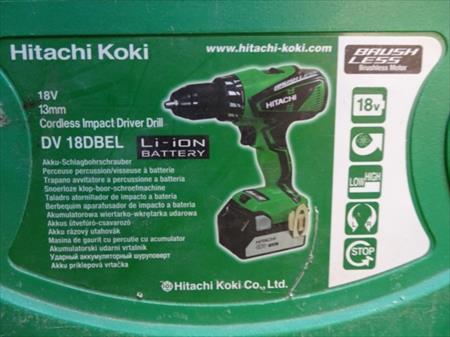 Hitachi Koki
www.hitachi-koki.com
BRUSH
LESS
Brushless Motor
18V
13mm
Cordless Impact Driver Drill
DV 18DBEL
Li-ION
BATTERY
Akku-Schlagbohrschrauber
Perceuse percussion/visseuse à batterie
Trapano avvitatore a percussione a batteria
Snoerloze klop-boor-schroefmachine
Taladro atornillador de impacto a batería
Berbequim aparafusador de impacto a bateria
Akumulatorowa wiertarko-wkrętarka udarowa
Akkus ütvefúró-csavarozó
Aku rázový utahovák
Masina de gaurit cu percutie cu acumulator
Akumulatorski udarni vrtalnik
Ударный аккумуляторный шуруповерт
Aku príklepová vrtačka
HITACHI
HITACHI
18v
LOW
HIGH
STOP
Hitachi Koki Co., Ltd.